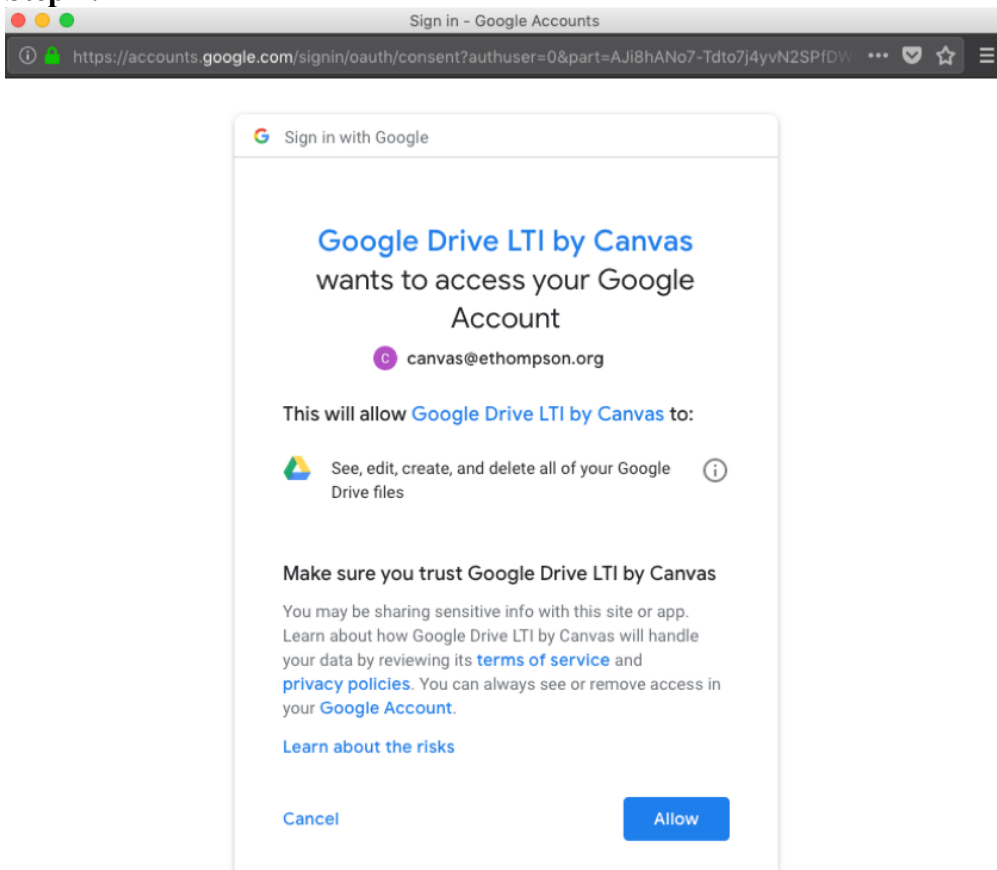 Sign in - Google Accounts
https://accounts.google.com/signin/oauth/consent?authuser=0&part=AJi8hANo7-Tdto7j4yvN2SPfDW
G Sign in with Google
Google Drive LTI by Canvas
wants to access your Google
Account
C canvas@ethompson.org
This will allow Google Drive LTI by Canvas to:
See, edit, create, and delete all of your Google
Drive files
Make sure you trust Google Drive LTI by Canvas
You may be sharing sensitive info with this site or app.
Learn about how Google Drive LTI by Canvas will handle
your data by reviewing its terms of service and
privacy policies. You can always see or remove access in
your Google Account.
Learn about the risks
Cancel
Allow